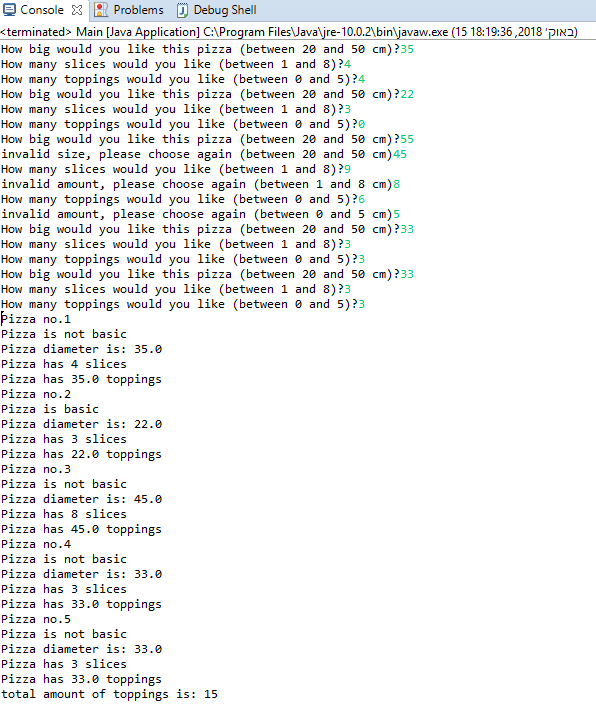 Console Problems Debug Shell
<terminated> Main [Java Application] C:\Program Files\Java\jre-10.0.2\bin\javaw.exe (15 באוק׳ 2018, 18:19:36)
How big would you like this pizza (between 20 and 50 cm)?35
How many slices would you like (between 1 and 8)?4
How many toppings would you like (between 0 and 5)?4
How big would you like this pizza (between 20 and 50 cm)?22
How many slices would you like (between 1 and 8)?3
How many toppings would you like (between 0 and 5)?0
How big would you like this pizza (between 20 and 50 cm)?55
invalid size, please choose again (between 20 and 50 cm)45
How many slices would you like (between 1 and 8)?9
invalid amount, please choose again (between 1 and 8 cm)8
How many toppings would you like (between 0 and 5)?6
invalid amount, please choose again (between 0 and 5 cm)5
How big would you like this pizza (between 20 and 50 cm)?33
How many slices would you like (between 1 and 8)?3
How many toppings would you like (between 0 and 5)?3
How big would you like this pizza (between 20 and 50 cm)?33
How many slices would you like (between 1 and 8)?3
How many toppings would you like (between 0 and 5)?3
Pizza no.1
Pizza is not basic
Pizza diameter is: 35.0
Pizza has 4 slices
Pizza has 35.0 toppings
Pizza no.2
Pizza is basic
Pizza diameter is: 22.0
Pizza has 3 slices
Pizza has 22.0 toppings
Pizza no.3
Pizza is not basic
Pizza diameter is: 45.0
Pizza has 8 slices
Pizza has 45.0 toppings
Pizza no.4
Pizza is not basic
Pizza diameter is: 33.0
Pizza has 3 slices
Pizza has 33.0 toppings
Pizza no.5
Pizza is not basic
Pizza diameter is: 33.0
Pizza has 3 slices
Pizza has 33.0 toppings
total amount of toppings is: 15